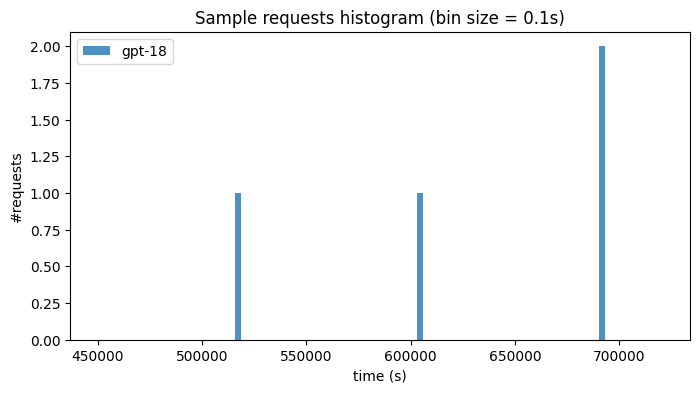 Sample requests histogram (bin size = 0.1s)
gpt-18
2.00
1.75
1.50
1.25
1.00
0.75
0.50
0.25
0.00
#requests
450000 500000 550000 600000 650000 700000
time (s)